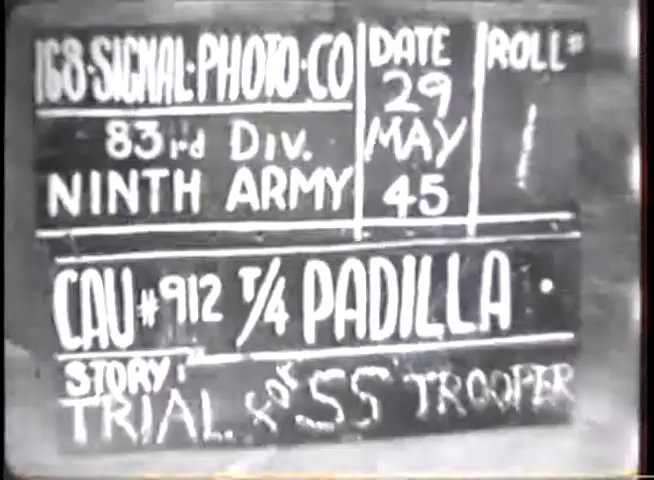 168·SIGNAL·PHOTO·CO
83rd DIV.
NINTH ARMY
DATE
29
MAY
45
ROLL#
1
CAU #912 T/4 PADILLA
STORY:
TRIAL for "SS" TROOPER